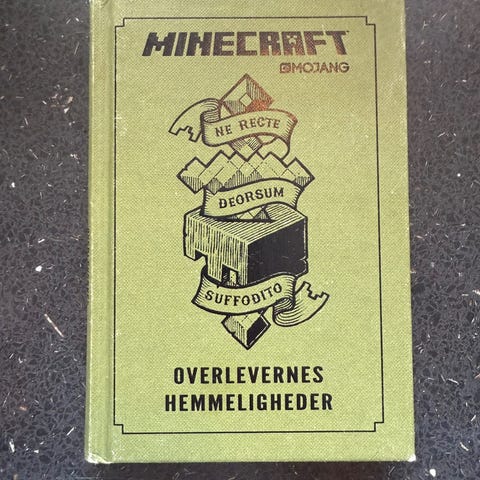 MINECRAFT
MOJANG
NE RECTE
DEORSUM
SUFFODITO
OVERLEVERNES
HEMMELIGHEDER